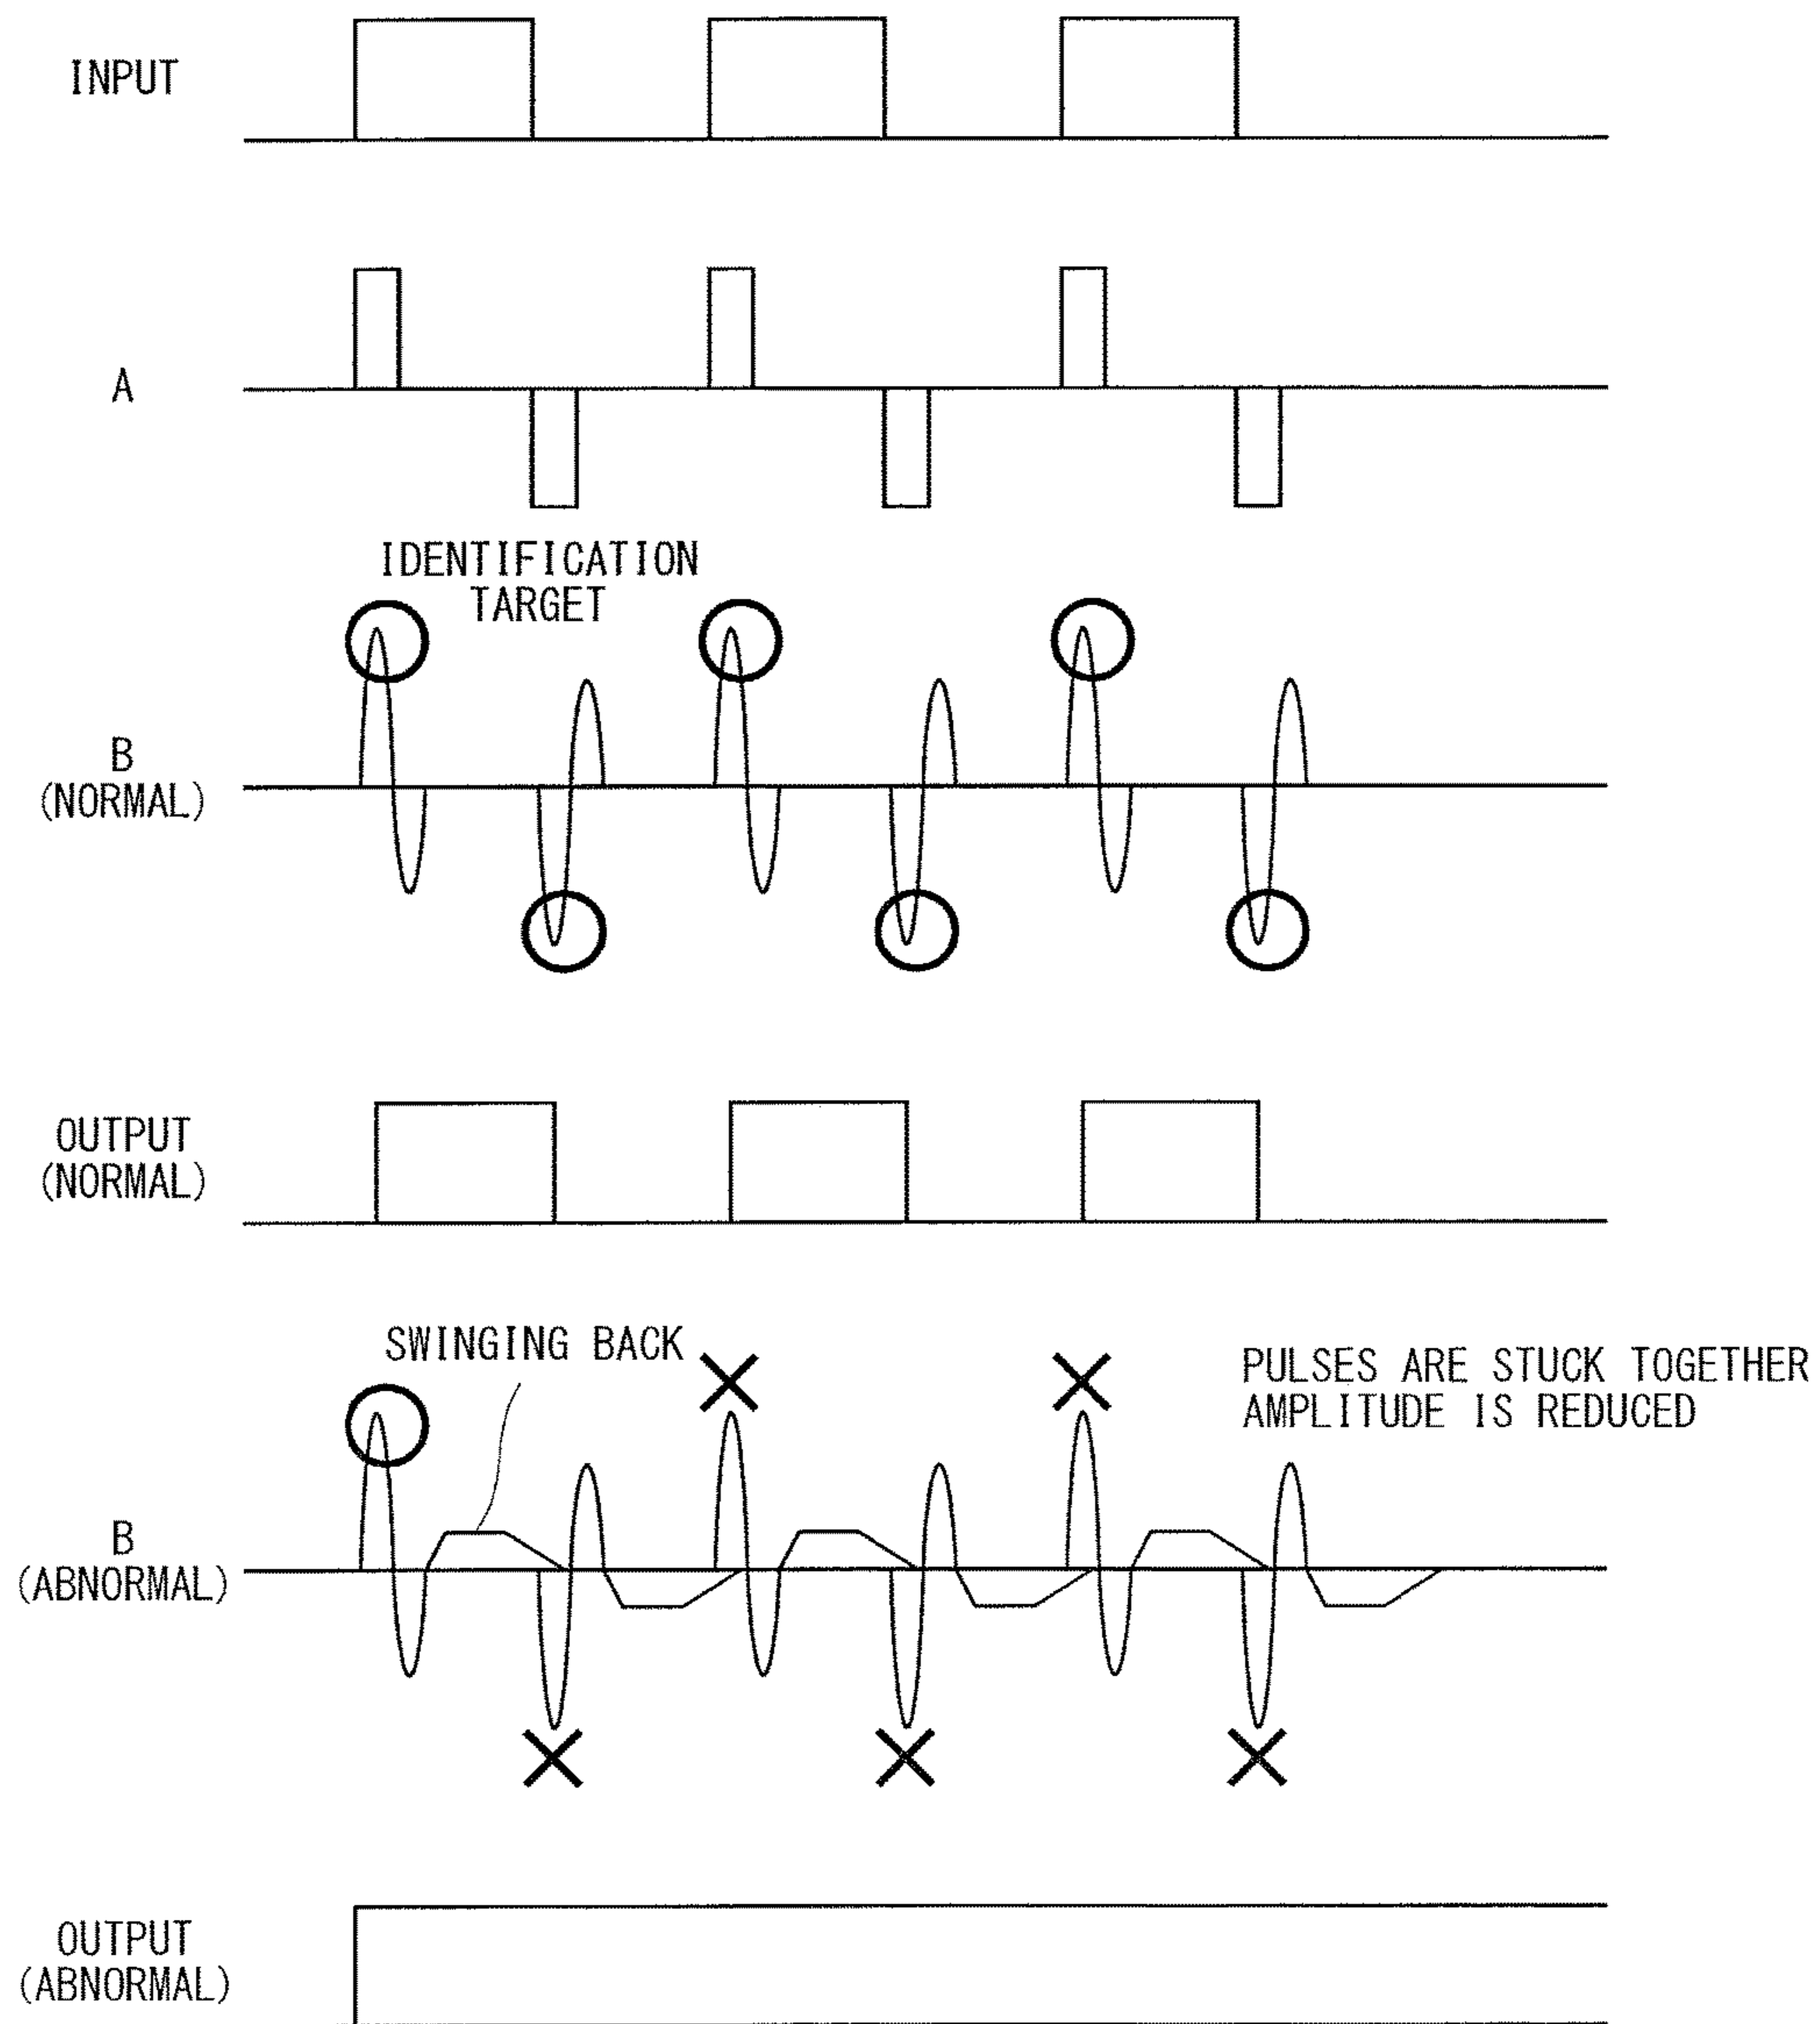 INPUT
A
IDENTIFICATION
TARGET
B
(NORMAL)
OUTPUT
(NORMAL)
SWINGING BACK
PULSES ARE STUCK TOGETHER
AMPLITUDE IS REDUCED
B
(ABNORMAL)
OUTPUT
(ABNORMAL)